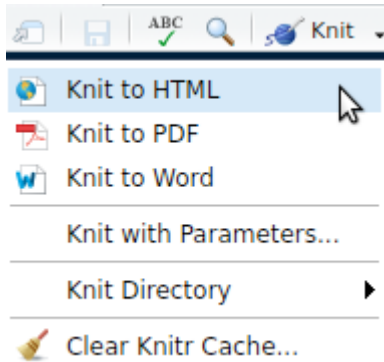 ABC Knit
Knit to HTML
Knit to PDF
Knit to Word
Knit with Parameters...
Knit Directory
Clear Knitr Cache...